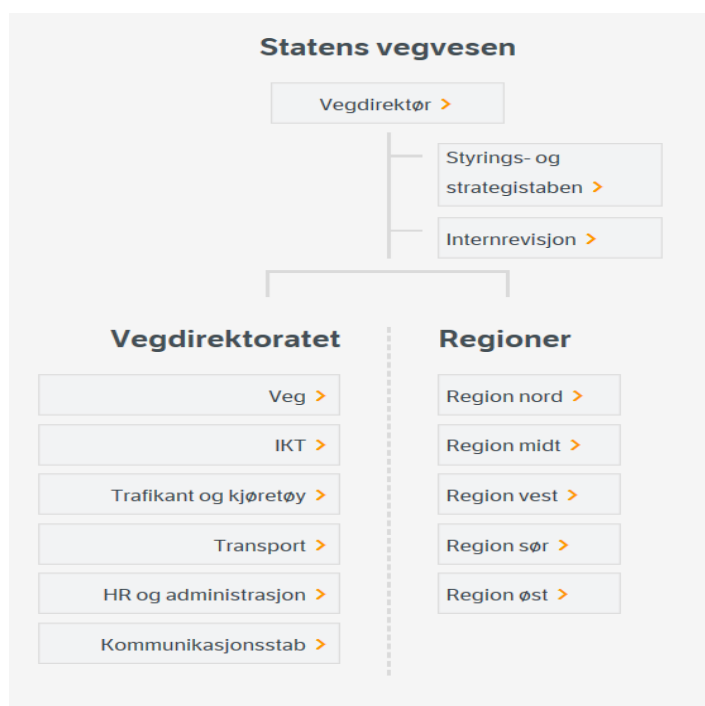 Statens vegvesen
Vegdirektør >
Styrings- og
strategistaben >
Internrevisjon >
Vegdirektoratet
Veg >
IKT >
Trafikant og kjøretøy >
Transport >
HR og administrasjon >
Kommunikasjonsstab >
Regioner
Region nord >
Region midt >
Region vest >
Region sør >
Region øst >